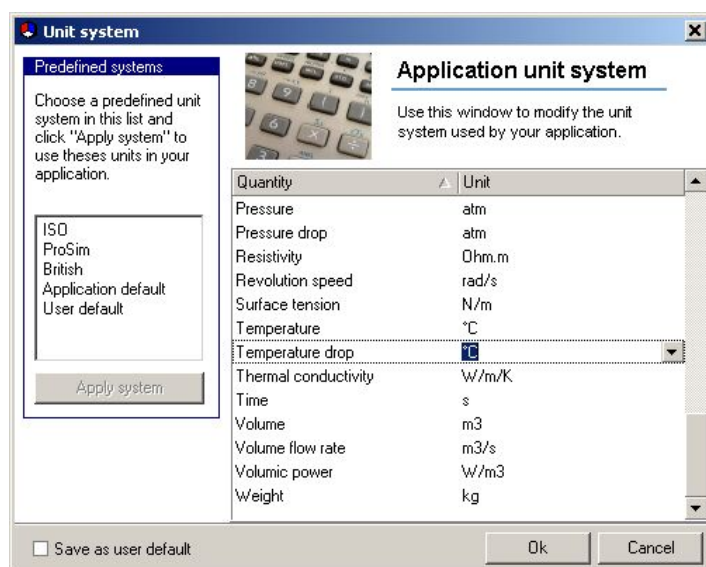 Unit system
Predefined systems
Choose a predefined unit
system in this list and
click "Apply system" to
use theses units in your
application.
ISO
ProSim
British
Application default
User default
Apply system
Application unit system
Use this window to modify the unit
system used by your application.
Quantity Unit
Pressure atm
Pressure drop atm
Resistivity Ohm.m
Revolution speed rad/s
Surface tension N/m
Temperature °C
Temperature drop °C
Thermal conductivity W/m/K
Time s
Volume m3
Volume flow rate m3/s
Volumic power W/m3
Weight kg
Save as user default
Ok Cancel